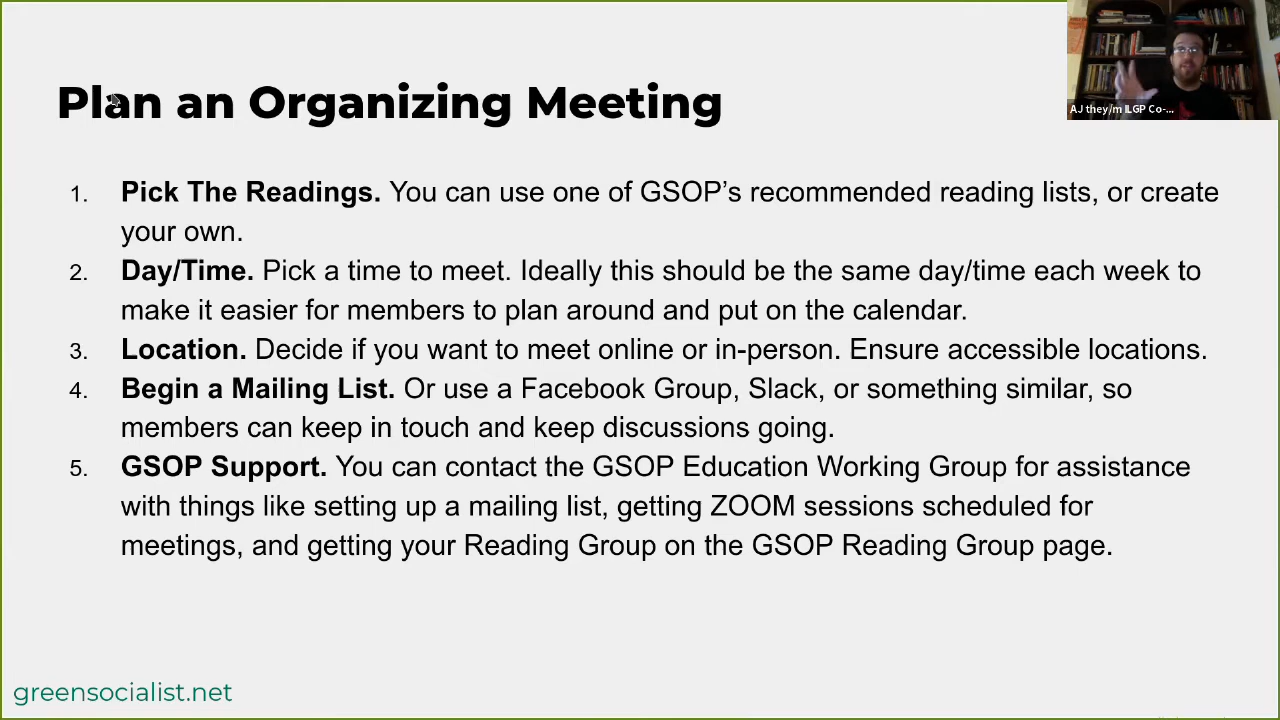 Plan an Organizing Meeting
AJ they/m ILGP Co-...
1. Pick The Readings. You can use one of GSOP’s recommended reading lists, or create
your own.
2. Day/Time. Pick a time to meet. Ideally this should be the same day/time each week to
make it easier for members to plan around and put on the calendar.
3. Location. Decide if you want to meet online or in-person. Ensure accessible locations.
4. Begin a Mailing List. Or use a Facebook Group, Slack, or something similar, so
members can keep in touch and keep discussions going.
5. GSOP Support. You can contact the GSOP Education Working Group for assistance
with things like setting up a mailing list, getting ZOOM sessions scheduled for
meetings, and getting your Reading Group on the GSOP Reading Group page.
greensocialist.net